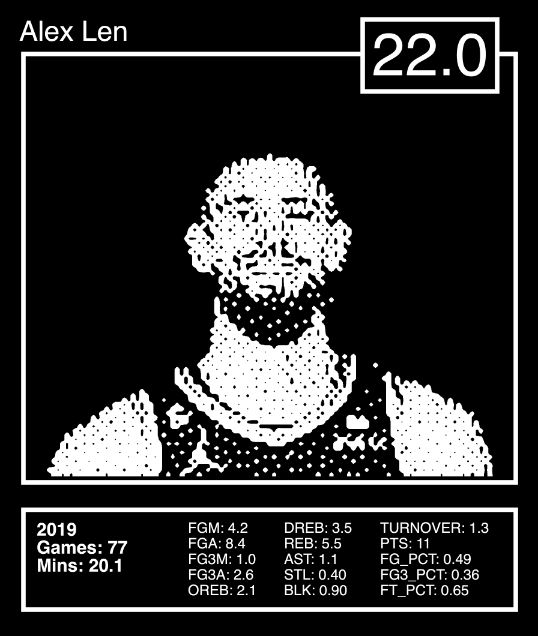 Alex Len
22.0
2019
Games: 77
Mins: 20.1
FGM: 4.2
FGA: 8.4
FG3M: 1.0
FG3A: 2.6
OREB: 2.1
DREB: 3.5
REB: 5.5
AST: 1.1
STL: 0.40
BLK: 0.90
TURNOVER: 1.3
PTS: 11
FG_PCT: 0.49
FG3_PCT: 0.36
FT_PCT: 0.65